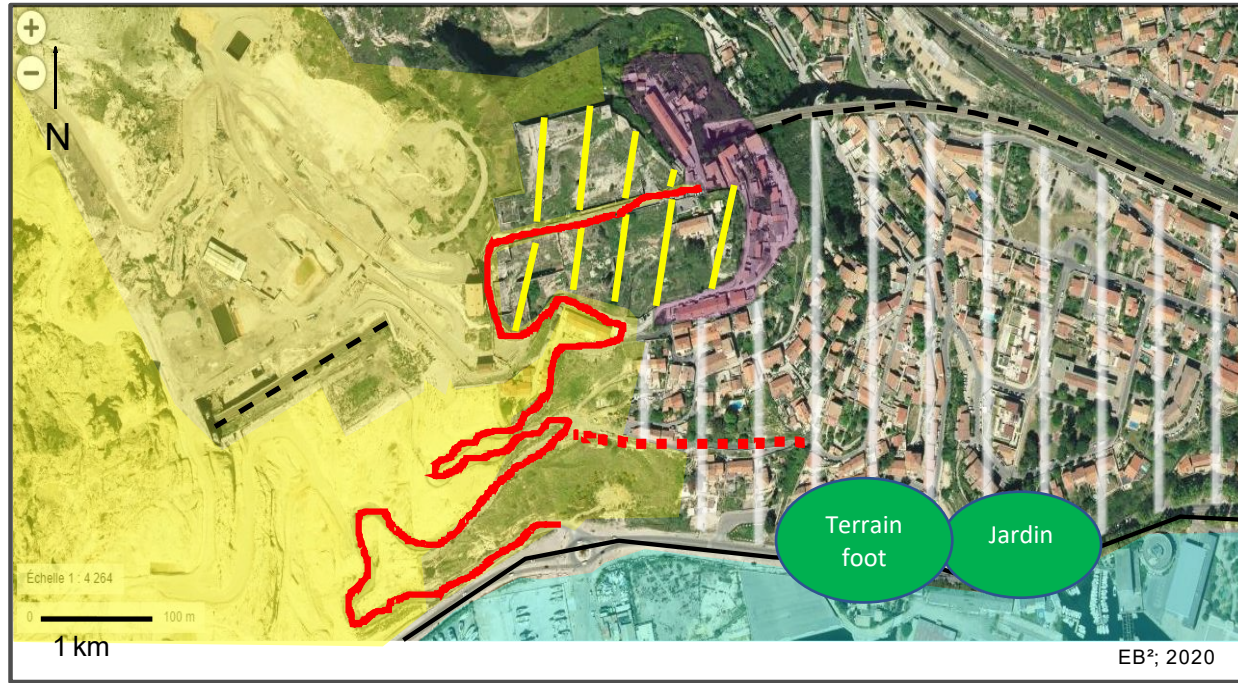 +
−
N
Terrain
foot
Jardin
Échelle 1 : 4 264
0 100 m
1 km
EB²; 2020